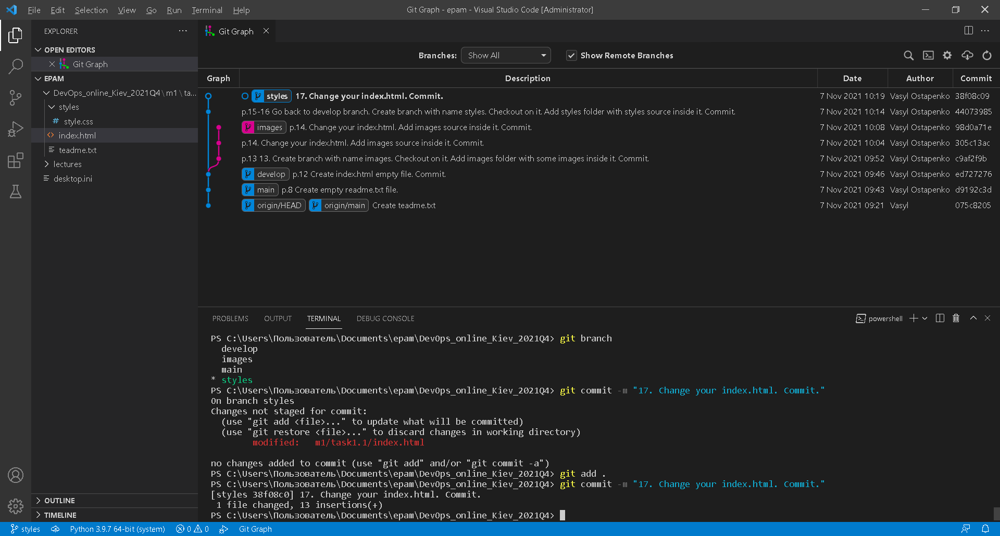 File Edit Selection View Go Run Terminal Help
Git Graph - epam - Visual Studio Code [Administrator]
EXPLORER
OPEN EDITORS
Git Graph
EPAM
DevOps_online_Kiev_2021Q4\m1\ta...
styles
style.css
index.html
teadme.txt
lectures
desktop.ini
OUTLINE
TIMELINE
Git Graph
Branches: Show All Show Remote Branches
Graph Description Date Author Commit
styles 17. Change your index.html. Commit. 7 Nov 2021 10:19 Vasyl Ostapenko 38f08c09
p.15-16 Go back to develop branch. Create branch with name styles. Checkout on it. Add styles folder with styles source inside it. Commit. 7 Nov 2021 10:14 Vasyl Ostapenko 44073985
images p.14. Change your index.html. Add images source inside it. Commit. 7 Nov 2021 10:08 Vasyl Ostapenko 98d0a71e
p.14. Change your index.html. Add images source inside it. Commit. 7 Nov 2021 10:04 Vasyl Ostapenko 305c13ac
p.13 13. Create branch with name images. Checkout on it. Add images folder with some images inside it. Commit. 7 Nov 2021 09:52 Vasyl Ostapenko c9af2f9b
develop p.12 Create index.html empty file. Commit. 7 Nov 2021 09:46 Vasyl Ostapenko ed727276
main p.8 Create empty readme.txt file. 7 Nov 2021 09:43 Vasyl Ostapenko d9192c3d
origin/HEAD origin/main Create teadme.txt 7 Nov 2021 09:21 Vasyl 075c8205
PROBLEMS OUTPUT TERMINAL DEBUG CONSOLE powershell
PS C:\Users\Пользователь\Documents\epam\DevOps_online_Kiev_2021Q4> git branch
develop
images
main
* styles
PS C:\Users\Пользователь\Documents\epam\DevOps_online_Kiev_2021Q4> git commit -m "17. Change your index.html. Commit."
On branch styles
Changes not staged for commit:
(use "git add <file>..." to update what will be committed)
(use "git restore <file>..." to discard changes in working directory)
modified: m1/task1.1/index.html
no changes added to commit (use "git add" and/or "git commit -a")
PS C:\Users\Пользователь\Documents\epam\DevOps_online_Kiev_2021Q4> git add .
PS C:\Users\Пользователь\Documents\epam\DevOps_online_Kiev_2021Q4> git commit -m "17. Change your index.html. Commit."
[styles 38f08c0] 17. Change your index.html. Commit.
1 file changed, 13 insertions(+)
PS C:\Users\Пользователь\Documents\epam\DevOps_online_Kiev_2021Q4>
styles Python 3.9.7 64-bit (system) 0 0 Git Graph